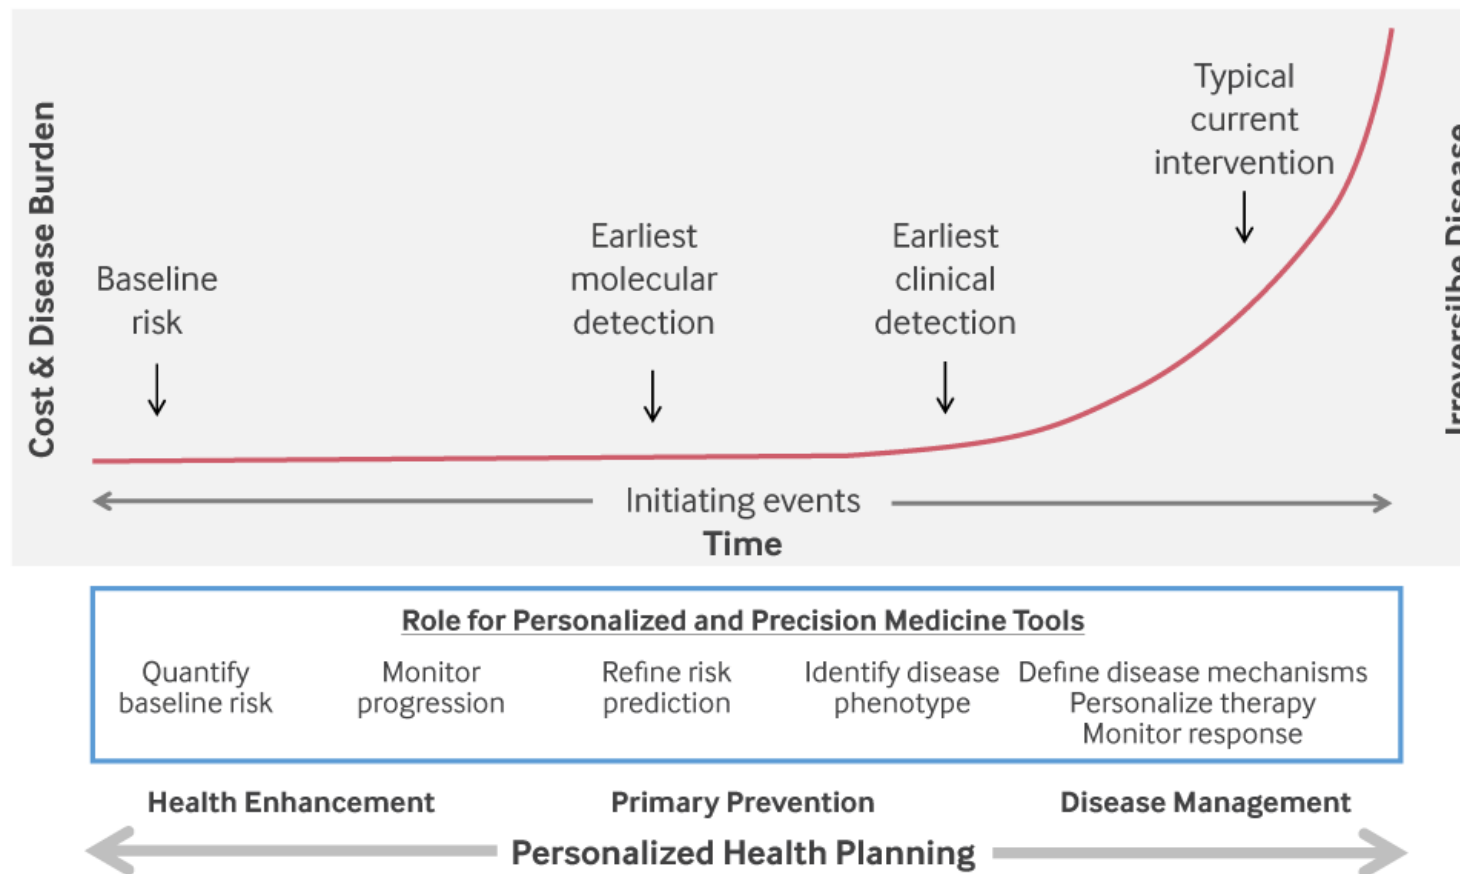 Cost & Disease Burden
Baseline
risk
Earliest
molecular
detection
Earliest
clinical
detection
Typical
current
intervention
Irreversilbe Disease
Initiating events
Time
Role for Personalized and Precision Medicine Tools
Quantify
baseline risk
Monitor
progression
Refine risk
prediction
Identify disease
phenotype
Define disease mechanisms
Personalize therapy
Monitor response
Health Enhancement
Primary Prevention
Disease Management
Personalized Health Planning